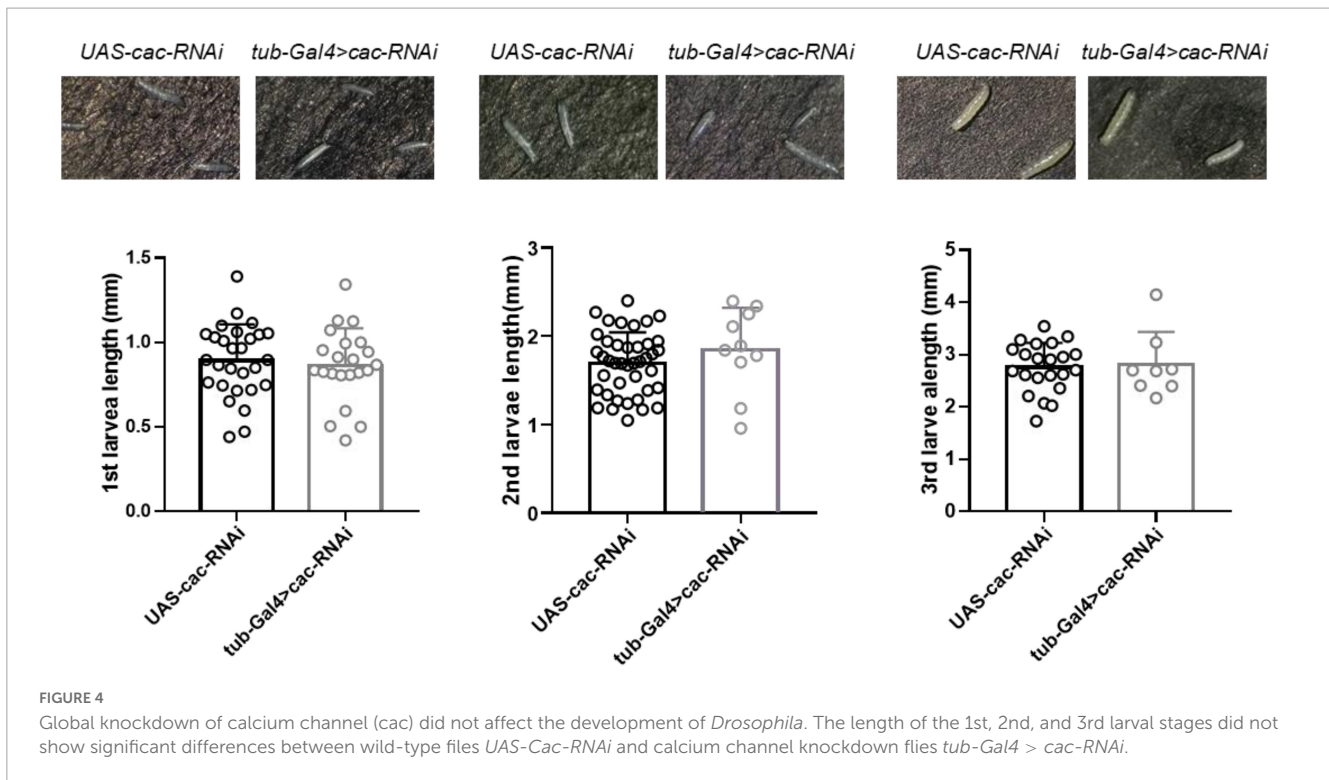 UAS-cac-RNAi tub-Gal4>cac-RNAi UAS-cac-RNAi tub-Gal4>cac-RNAi UAS-cac-RNAi tub-Gal4>cac-RNAi
1st larvea length (mm)
1.5
1.0
0.5
0.0
UAS-cac-RNAi
tub-Gal4>cac-RNAi
2nd larvae length(mm)
3
2
1
0
UAS-cac-RNAi
tub-Gal4>cac-RNAi
3rd larve alength (mm)
5
4
3
2
1
0
UAS-cac-RNAi
tub-Gal4>cac-RNAi
FIGURE 4
Global knockdown of calcium channel (cac) did not affect the development of Drosophila. The length of the 1st, 2nd, and 3rd larval stages did not
show significant differences between wild-type files UAS-Cac-RNAi and calcium channel knockdown flies tub-Gal4 > cac-RNAi.